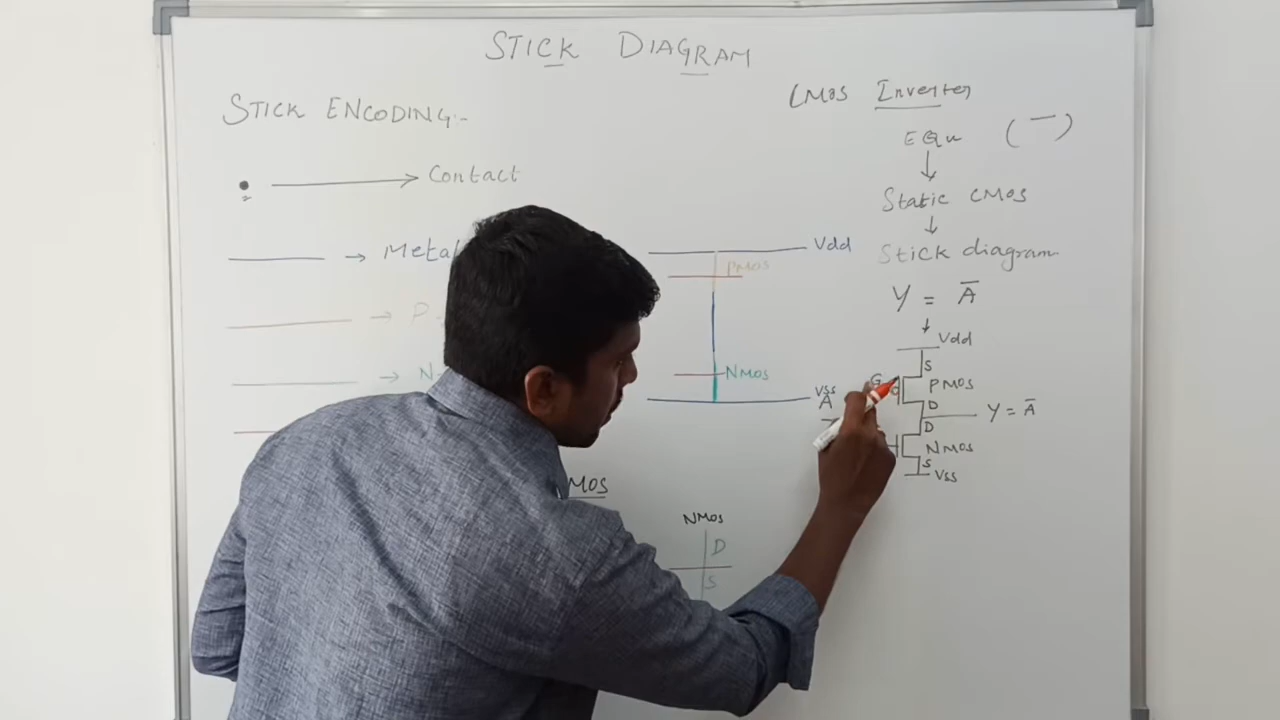 STICK DIAGRAM
STICK ENCODING:-
Contact
Metal
P-
N-
Vdd
PMOS
NMOS
Vss
MOS
NMOS
D
S
CMOS Inverter
EQu (‾)
Static CMOS
Stick diagram
Y = A̅
Vdd
S
G
PMOS
D
A
Y = A̅
D
NMOS
S
Vss